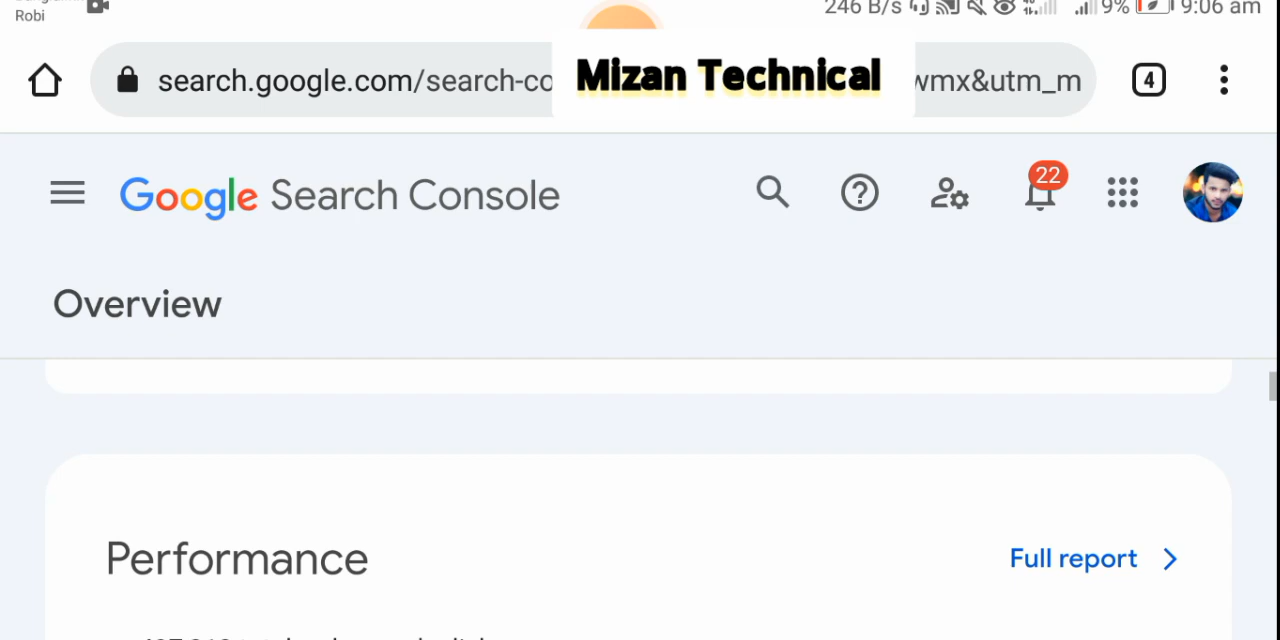 Robi
246 B/s 9% 9:06 am
search.google.com/search-co Mizan Technical wmx&utm_m 4
Google Search Console 22
Overview
Performance Full report